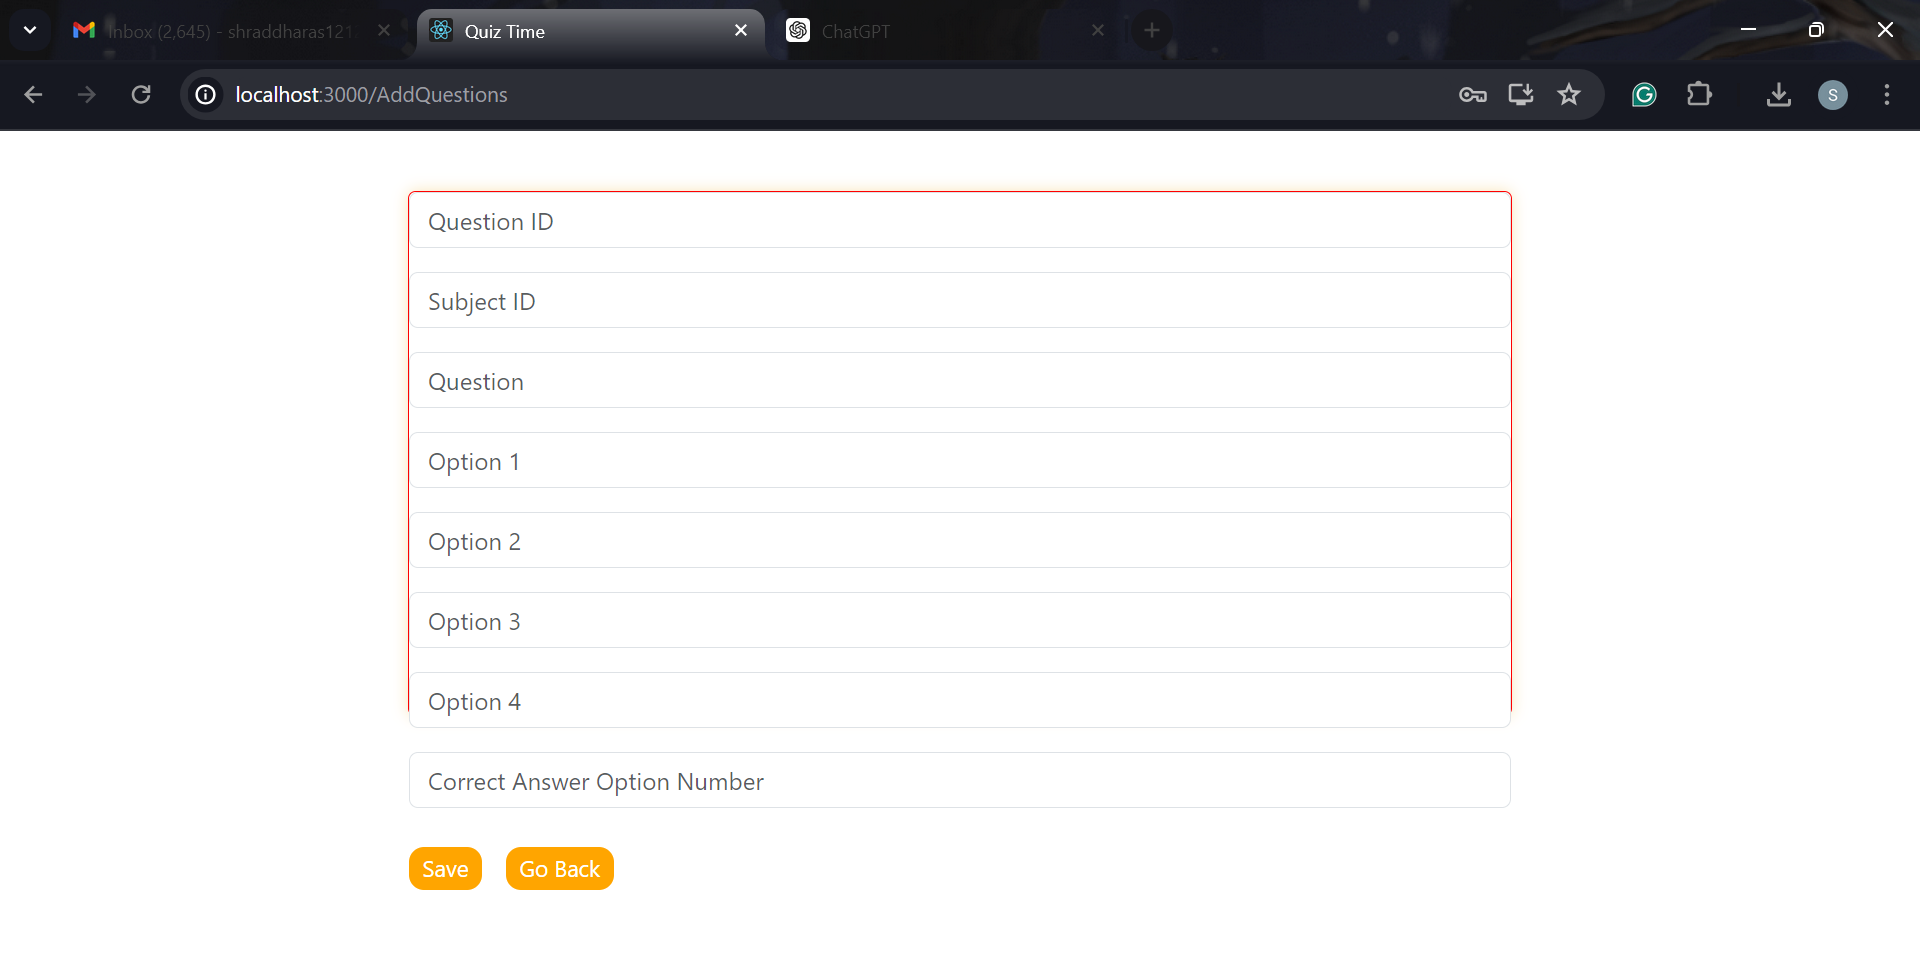 Inbox (2,645) - shraddharas121
Quiz Time
ChatGPT
localhost:3000/AddQuestions
S
Question ID
Subject ID
Question
Option 1
Option 2
Option 3
Option 4
Correct Answer Option Number
Save
Go Back